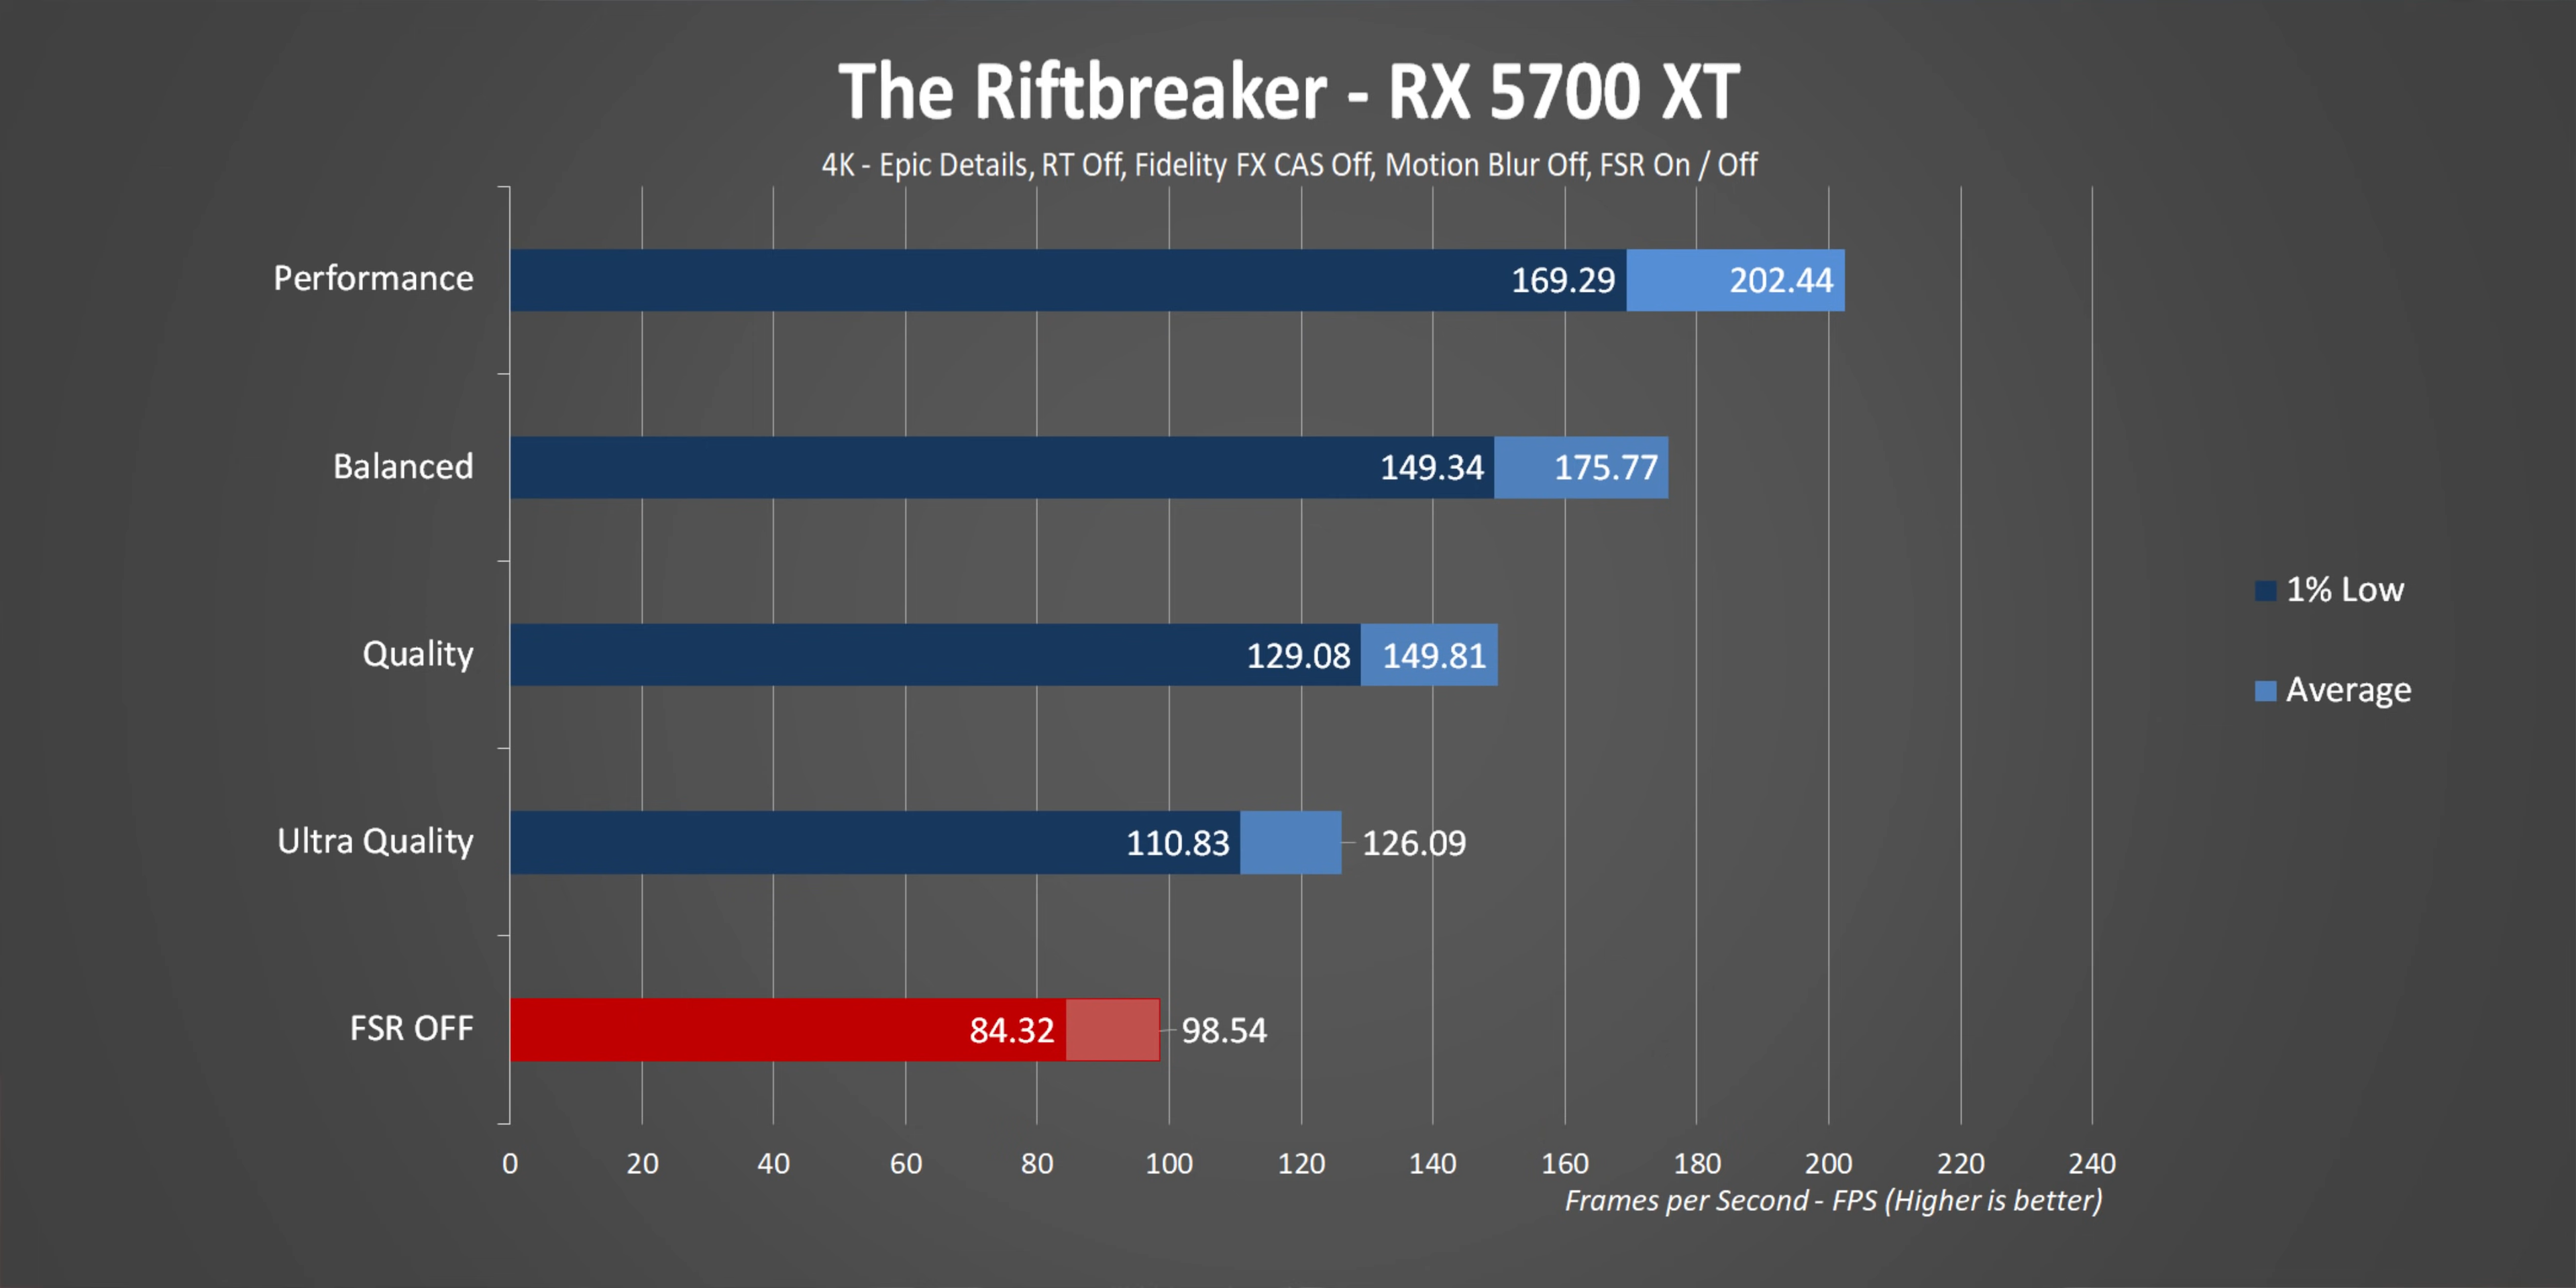 The Riftbreaker - RX 5700 XT
4K - Epic Details, RT Off, Fidelity FX CAS Off, Motion Blur Off, FSR On / Off
Performance
169.29
202.44
Balanced
149.34
175.77
Quality
129.08
149.81
Ultra Quality
110.83
126.09
FSR OFF
84.32
98.54
1% Low
Average
0 20 40 60 80 100 120 140 160 180 200 220 240
Frames per Second - FPS (Higher is better)